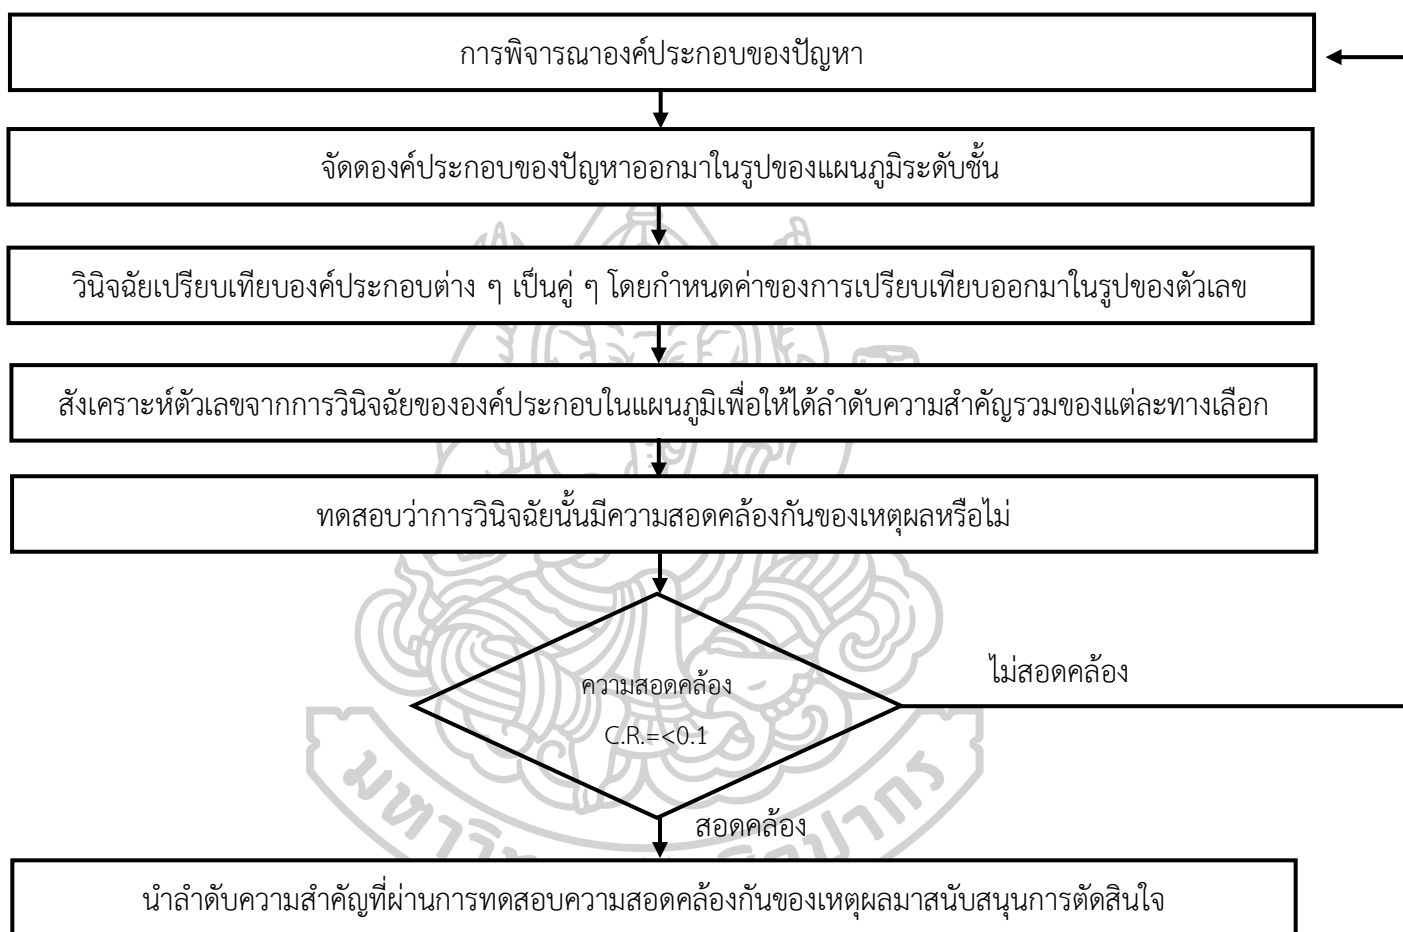 การพิจารณาองค์ประกอบของปัญหา
จัดดองค์ประกอบของปัญหาออกมาในรูปของแผนภูมิระดับชั้น
วินิจฉัยเปรียบเทียบองค์ประกอบต่าง ๆ เป็นคู่ ๆ โดยกำหนดค่าของการเปรียบเทียบออกมาในรูปของตัวเลข
สังเคราะห์ตัวเลขจากการวินิจฉัยขององค์ประกอบในแผนภูมิเพื่อให้ได้ลำดับความสำคัญรวมของแต่ละทางเลือก
ทดสอบว่าการวินิจฉัยนั้นมีความสอดคล้องกันของเหตุผลหรือไม่
ไม่สอดคล้อง
ความสอดคล้อง
C.R.=<0.1
สอดคล้อง
นำลำดับความสำคัญที่ผ่านการทดสอบความสอดคล้องกันของเหตุผลมาสนับสนุนการตัดสินใจ